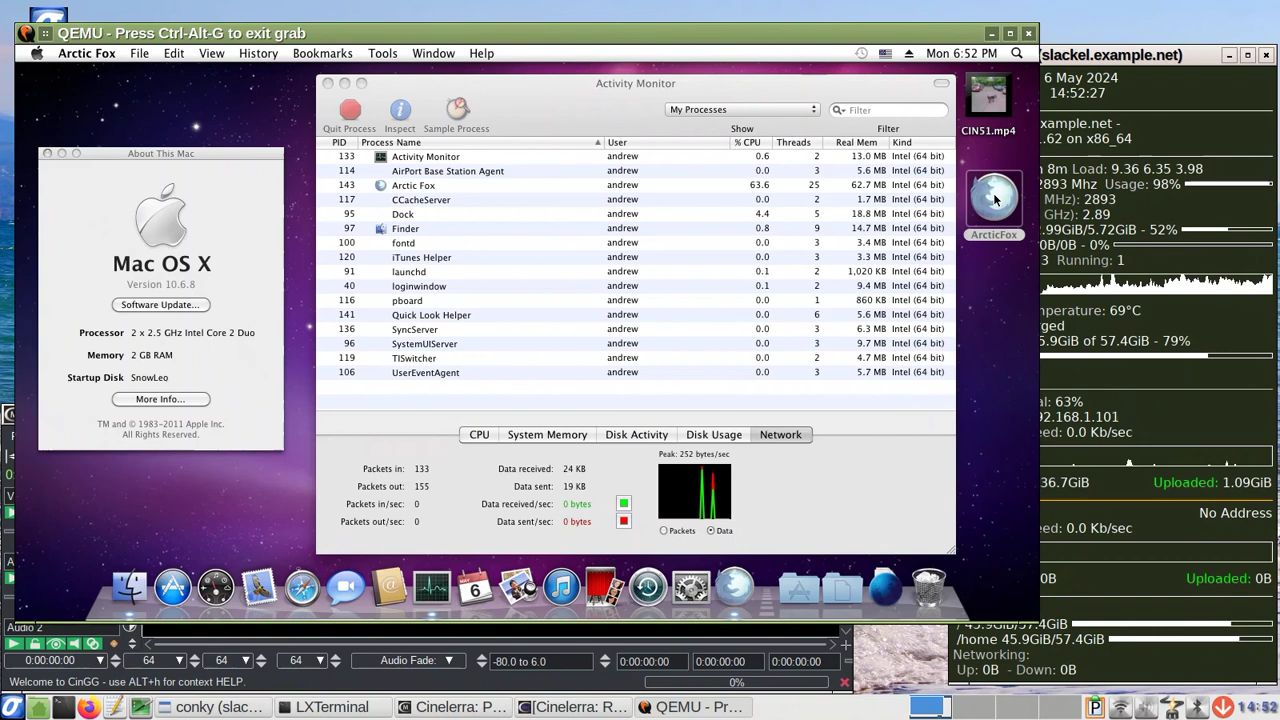 QEMU - Press Ctrl-Alt-G to exit grab
Arctic Fox File Edit View History Bookmarks Tools Window Help Mon 6:52 PM
Activity Monitor
Quit Process Inspect Sample Process
My Processes
Show
Filter
Filter
PID Process Name User % CPU Threads Real Mem Kind
133 Activity Monitor andrew 0.6 2 13.0 MB Intel (64 bit)
114 AirPort Base Station Agent andrew 0.0 3 5.6 MB Intel (64 bit)
143 Arctic Fox andrew 63.6 25 62.7 MB Intel (64 bit)
117 CCacheServer andrew 0.0 2 1.7 MB Intel (64 bit)
95 Dock andrew 4.4 5 18.8 MB Intel (64 bit)
97 Finder andrew 0.8 9 14.7 MB Intel (64 bit)
100 fontd andrew 0.0 3 3.4 MB Intel (64 bit)
120 iTunes Helper andrew 0.0 3 3.3 MB Intel (64 bit)
91 launchd andrew 0.1 2 1,020 KB Intel (64 bit)
40 loginwindow andrew 0.1 2 9.4 MB Intel (64 bit)
116 pboard andrew 0.0 1 860 KB Intel (64 bit)
141 Quick Look Helper andrew 0.0 6 5.6 MB Intel (64 bit)
136 SyncServer andrew 0.0 3 6.3 MB Intel (64 bit)
96 SystemUIServer andrew 0.0 3 9.7 MB Intel (64 bit)
119 TISwitcher andrew 0.0 2 4.7 MB Intel (64 bit)
106 UserEventAgent andrew 0.0 3 5.7 MB Intel (64 bit)
CPU System Memory Disk Activity Disk Usage Network
Peak: 252 bytes/sec
Packets in: 133 Data received: 24 KB
Packets out: 155 Data sent: 19 KB
Packets in/sec: 0 Data received/sec: 0 bytes
Packets out/sec: 0 Data sent/sec: 0 bytes
Packets Data
About This Mac
Mac OS X
Version 10.6.8
Software Update...
Processor 2 x 2.5 GHz Intel Core 2 Duo
Memory 2 GB RAM
Startup Disk SnowLeo
More Info...
TM and © 1983-2011 Apple Inc.
All Rights Reserved.
CIN51.mp4
ArcticFox
MAY
6
(slackel.example.net)
6 May 2024
14:52:27
example.net -
.62 on x86_64
8m Load: 9.36 6.35 3.98
2893 Mhz Usage: 98%
MHz): 2893
GHz): 2.89
.99GiB/5.72GiB - 52%
0B/0B - 0%
3 Running: 1
mperature: 69°C
aged
5.9GiB of 57.4GiB - 79%
al: 63%
92.168.1.101
eed: 0.0 Kb/sec
36.7GiB Uploaded: 1.09GiB
No Address
eed: 0.0 Kb/sec
0B Uploaded: 0B
/ 45.9GiB/57.4GiB
/home 45.9GiB/57.4GiB
Networking:
Up: 0B - Down: 0B
Audio 2
0:00:00:00 64 64 64 Audio Fade: -80.0 to 6.0 0:00:00:00 0:00:00:00 0:00:00:00
Welcome to CinGG - use ALT+h for context HELP. 0%
conky (slac... LXTerminal Cinelerra: P... [Cinelerra: R... QEMU - Pr... 14:52